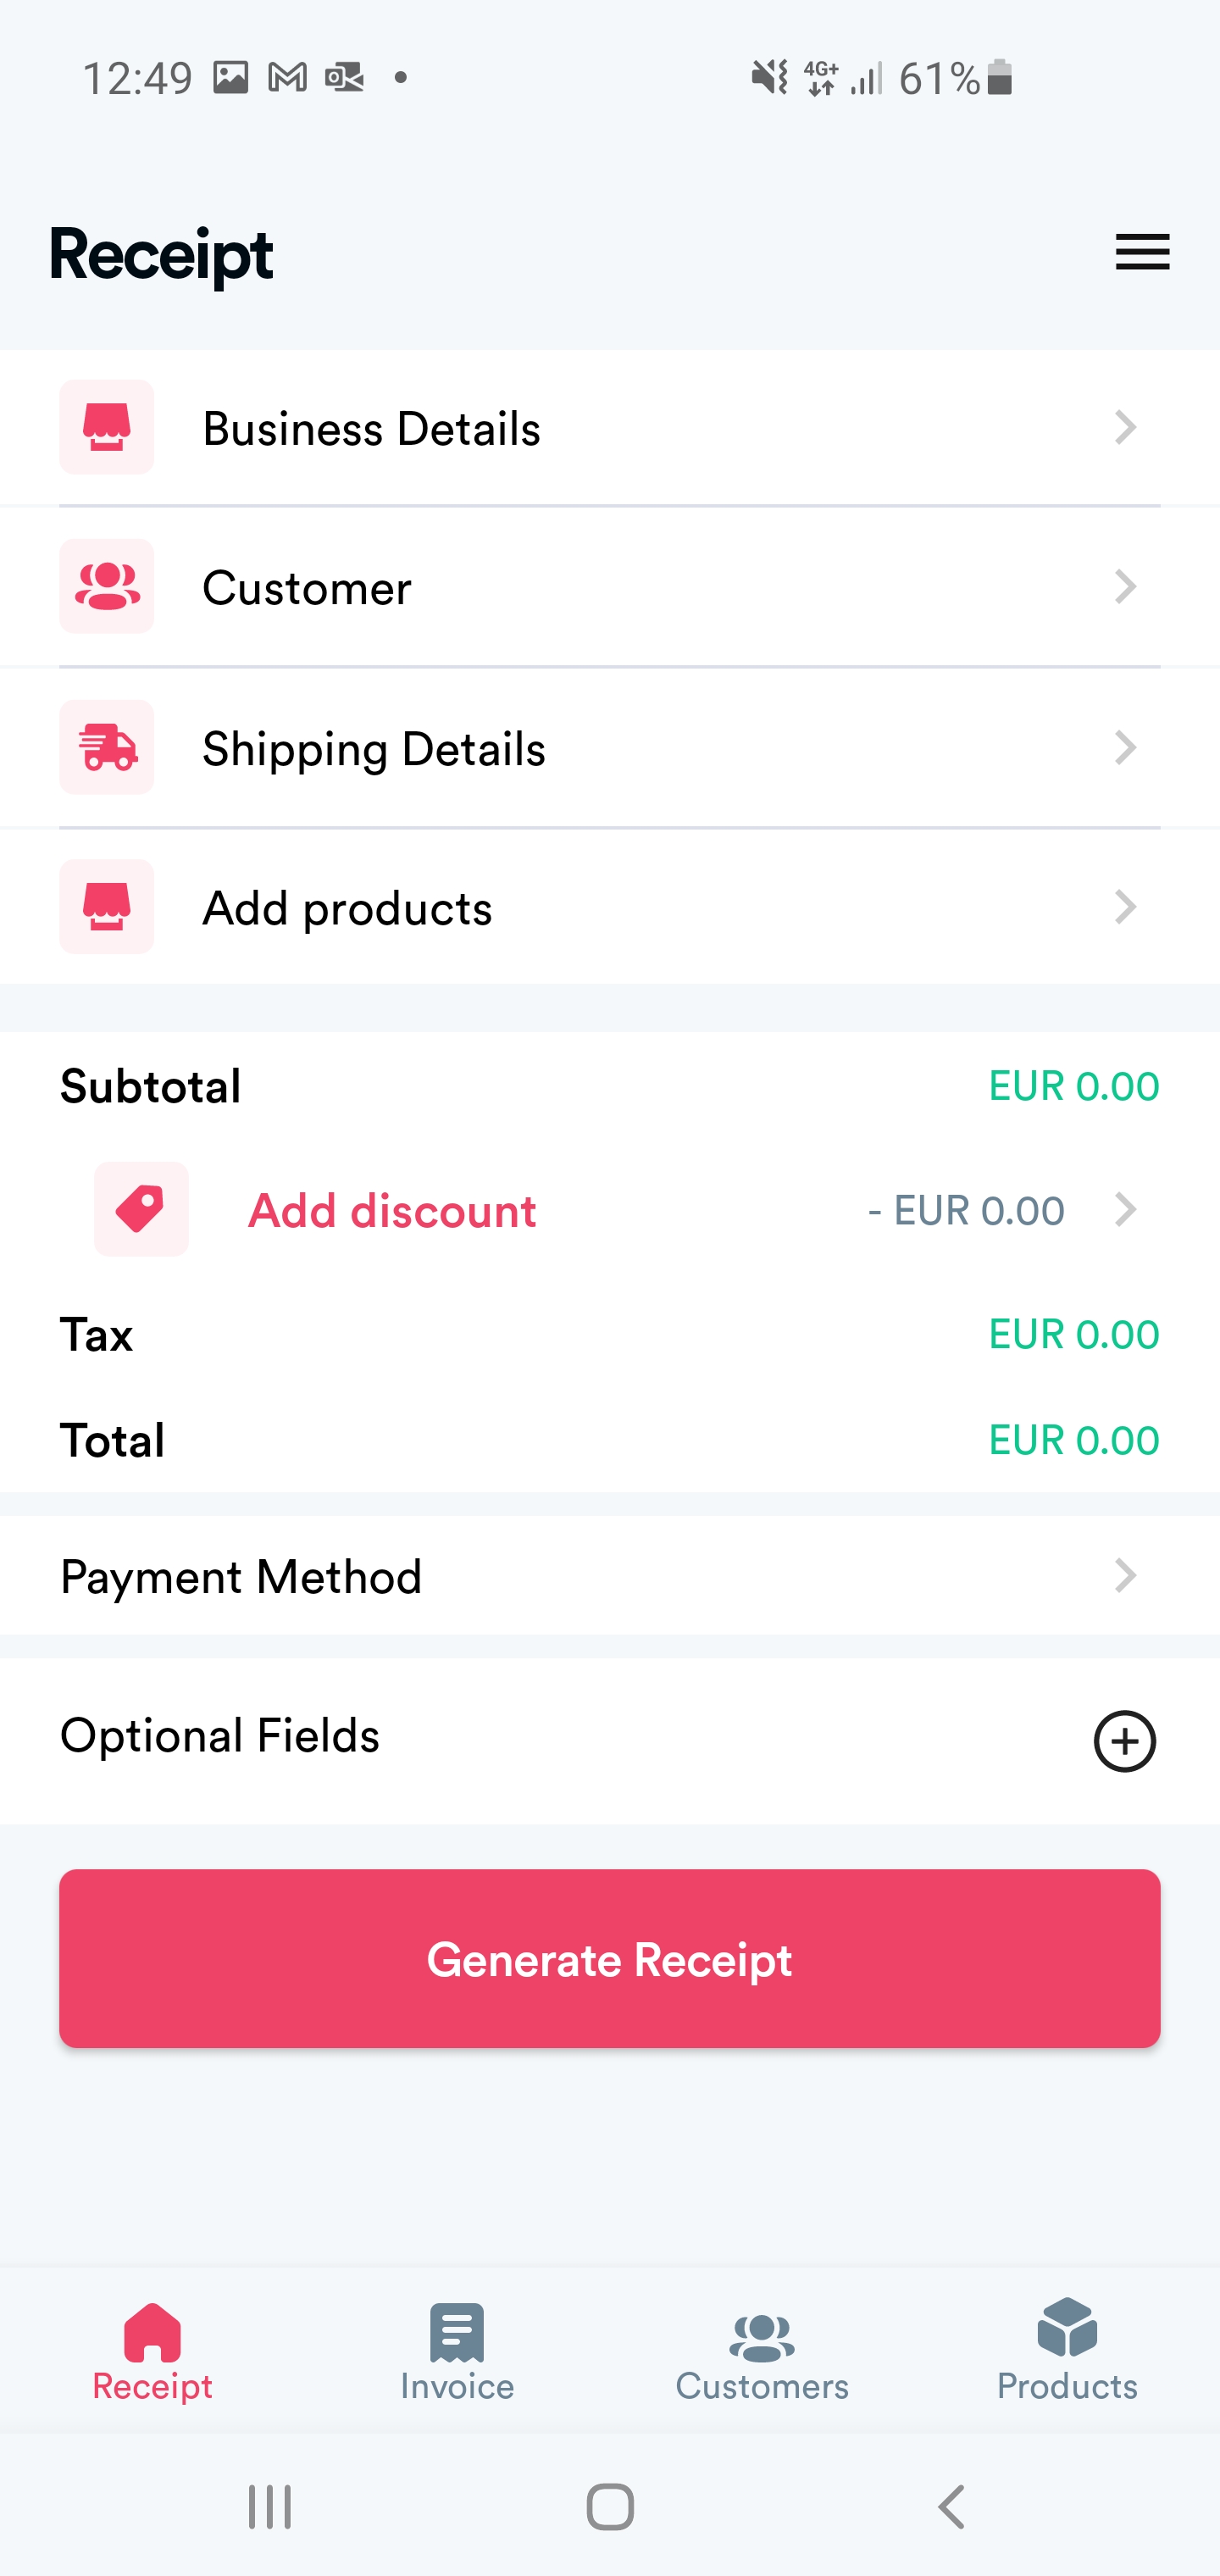 12:49 4G+ 61%
Receipt
Business Details
Customer
Shipping Details
Add products
Subtotal EUR 0.00
Add discount - EUR 0.00
Tax EUR 0.00
Total EUR 0.00
Payment Method
Optional Fields
Generate Receipt
Receipt Invoice Customers Products